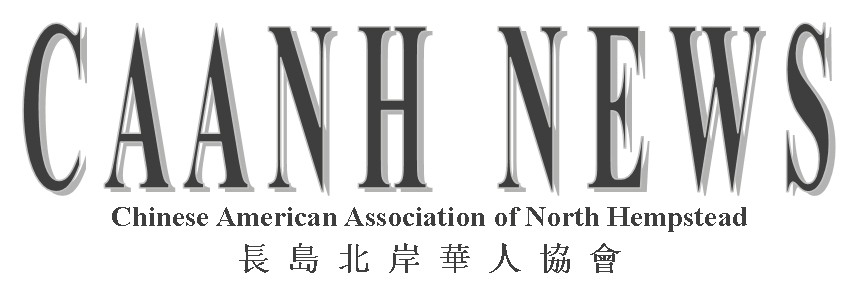 CAANH NEWS
Chinese American Association of North Hempstead
長島北岸華人協會